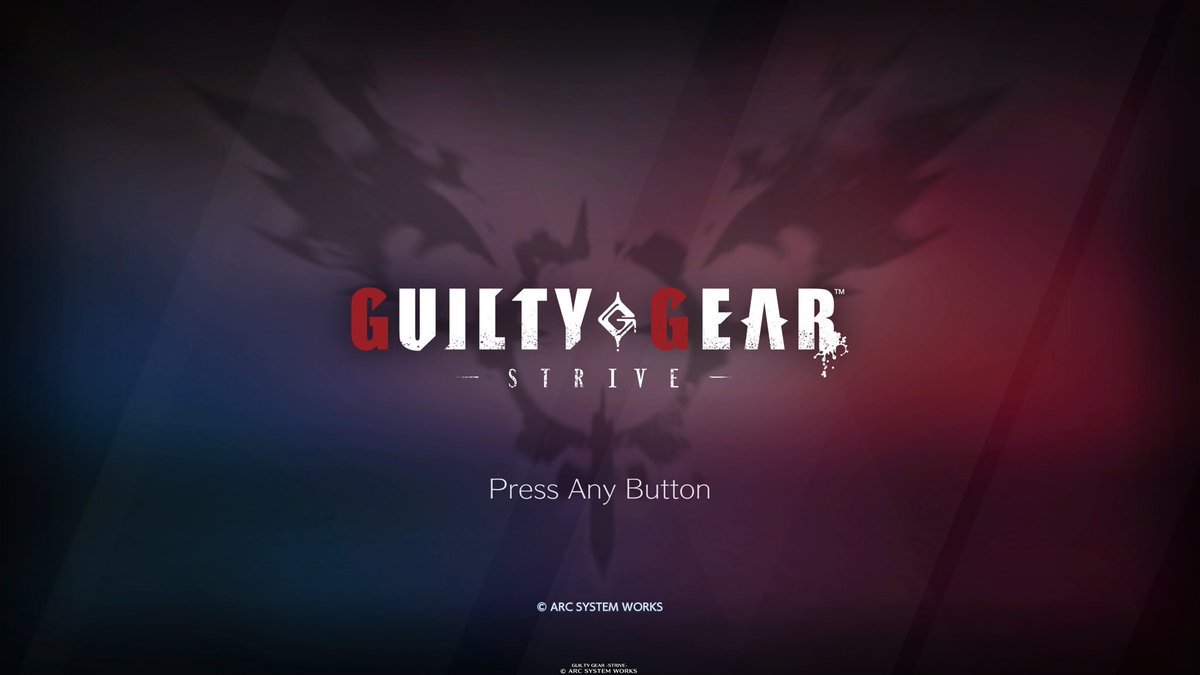 GUILTY GEAR™
STRIVE
Press Any Button
© ARC SYSTEM WORKS
GUILTY GEAR -STRIVE-
© ARC SYSTEM WORKS